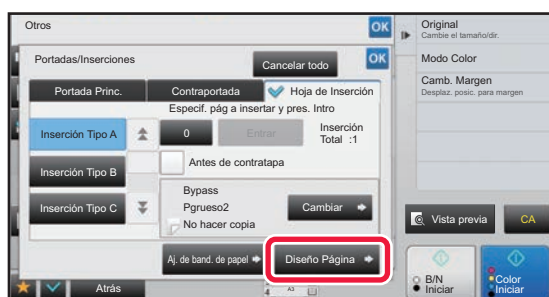 Otros
OK
Portadas/Inserciones
Cancelar todo
OK
Portada Princ.
Contraportada
Hoja de Inserción
Especif. pág a insertar y pres. Intro
Inserción Tipo A
0
Entrar
Inserción
Total :1
Antes de contratapa
Inserción Tipo B
Inserción Tipo C
Bypass
Pgrueso2
No hacer copia
Cambiar
Aj. de band. de papel
Diseño Página
Atrás
4
A3
Original
Cambie el tamaño/dir.
Modo Color
Camb. Margen
Desplaz. posic. para margen
Vista previa
CA
B/N
Iniciar
Color
Iniciar